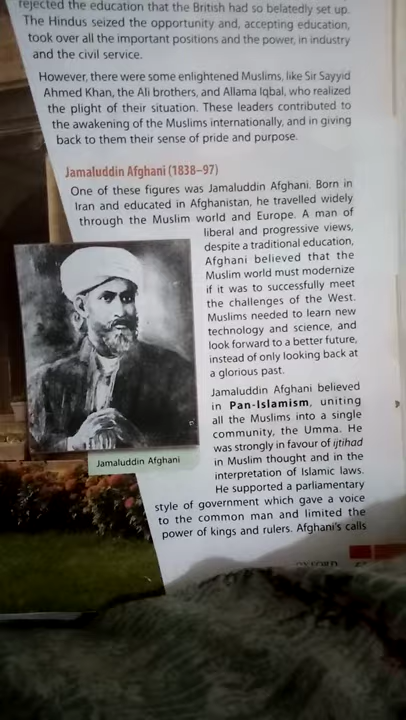 rejected the education that the British had so belatedly set up.
The Hindus seized the opportunity and, accepting education,
took over all the important positions and the power, in industry
and the civil service.
However, there were some enlightened Muslims, like Sir Sayyid
Ahmed Khan, the Ali brothers, and Allama Iqbal, who realized
the plight of their situation. These leaders contributed to
the awakening of the Muslims internationally, and in giving
back to them their sense of pride and purpose.
Jamaluddin Afghani (1838–97)
One of these figures was Jamaluddin Afghani. Born in
Iran and educated in Afghanistan, he travelled widely
through the Muslim world and Europe. A man of
liberal and progressive views,
despite a traditional education,
Afghani believed that the
Muslim world must modernize
if it was to successfully meet
the challenges of the West.
Muslims needed to learn new
technology and science, and
look forward to a better future,
instead of only looking back at
a glorious past.
Jamaluddin Afghani believed
in Pan-Islamism, uniting
all the Muslims into a single
community, the Umma. He
was strongly in favour of ijtihad
in Muslim thought and in the
interpretation of Islamic laws.
He supported a parliamentary
style of government which gave a voice
to the common man and limited the
power of kings and rulers. Afghani's calls
Jamaluddin Afghani